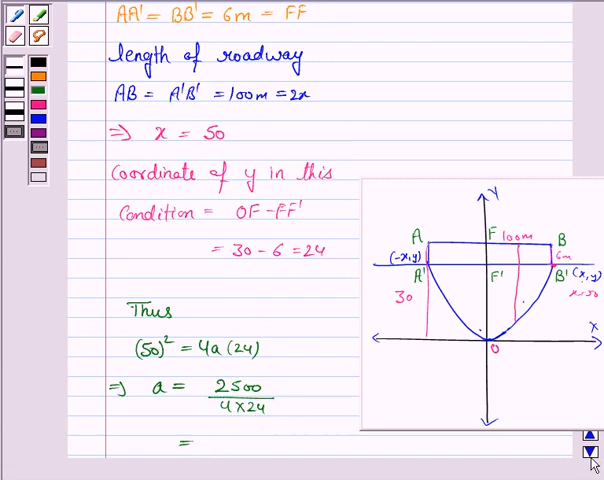 AA' = BB' = 6m = FF
length of roadway
AB = A'B' = 100m = 2x
⇒ x = 50
Coordinate of y in this
Condition = OF - FF'
= 30 - 6 = 24
Thus
(50)² = 4a (24)
⇒ a = 2500
4×24
=
Y
A F 100m B
(-x,y) 6m
A' F' B' (x,y)
30 x=50
X
O